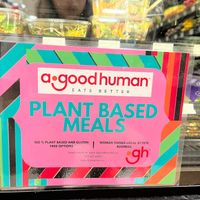 a•good human
EATS BETTER
PLANT BASED
MEALS
100% PLANT BASED AND GLUTEN
FREE OPTIONS
WOMAN OWNED LOCAL
BUSINESS
gh